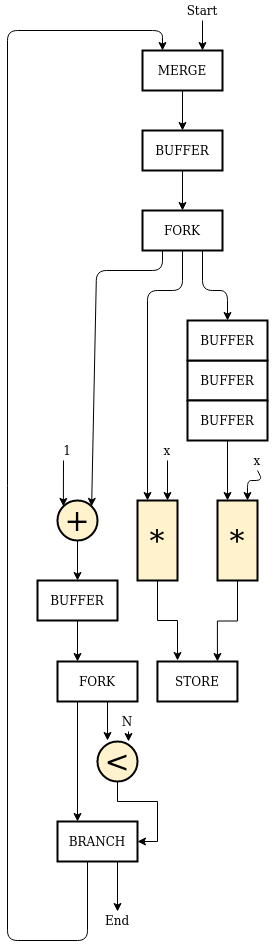 Start
MERGE
BUFFER
FORK
BUFFER
BUFFER
BUFFER
1
x
x
+
*
*
BUFFER
FORK
STORE
N
<
BRANCH
End